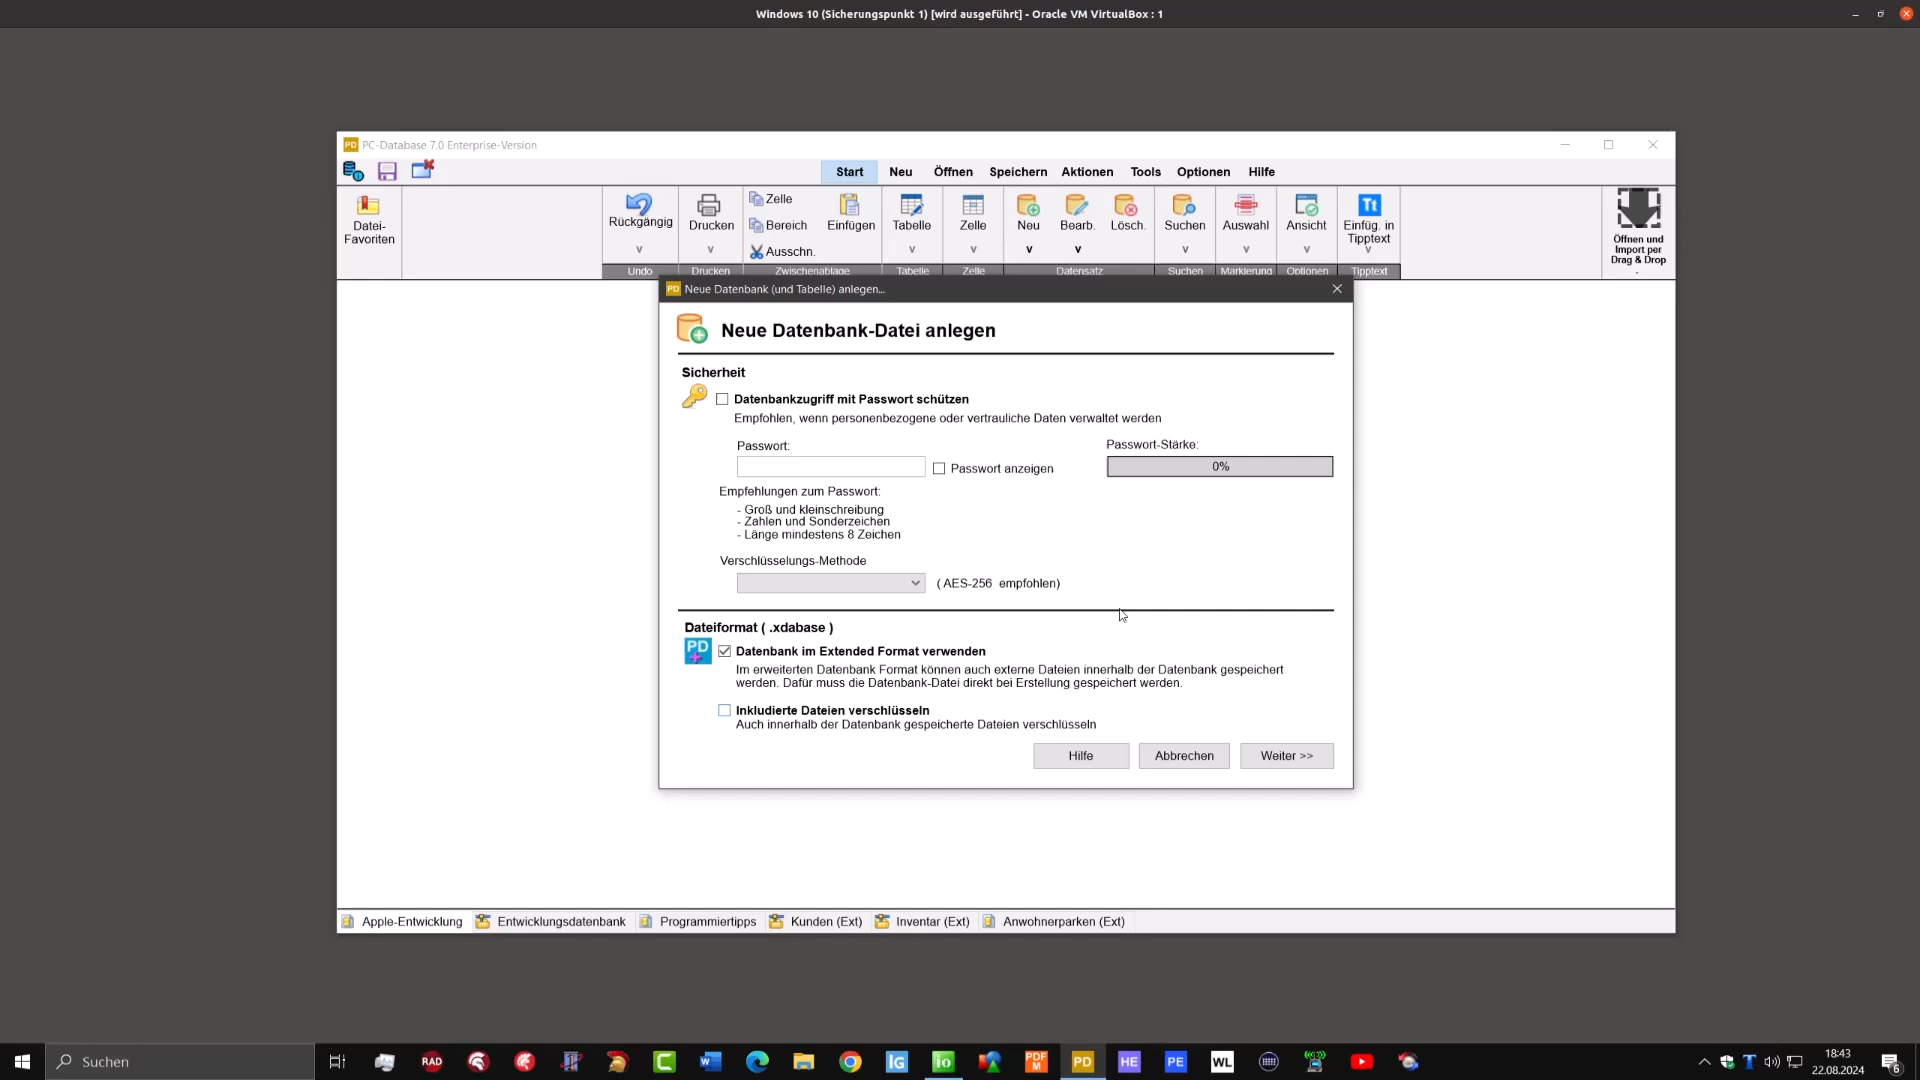 Windows 10 (Sicherungspunkt 1) [wird ausgeführt] - Oracle VM VirtualBox : 1
PD PC-Database 7.0 Enterprise-Version
Start Neu Öffnen Speichern Aktionen Tools Optionen Hilfe
Datei-
Favoriten
Rückgängig
Drucken
Zelle
Bereich
Ausschn.
Einfügen
Tabelle
Zelle
Neu
Bearb.
Lösch.
Suchen
Auswahl
Ansicht
Tt
Einfüg. in
Tipptext
Öffnen und
Import per
Drag & Drop
Undo Drucken Zwischenablage Tabelle Zelle Datensatz Suchen Markierung Optionen Tipptext
PD Neue Datenbank (und Tabelle) anlegen...
Neue Datenbank-Datei anlegen
Sicherheit
Datenbankzugriff mit Passwort schützen
Empfohlen, wenn personenbezogene oder vertrauliche Daten verwaltet werden
Passwort:
Passwort anzeigen
Passwort-Stärke:
0%
Empfehlungen zum Passwort:
- Groß und kleinschreibung
- Zahlen und Sonderzeichen
- Länge mindestens 8 Zeichen
Verschlüsselungs-Methode
( AES-256 empfohlen)
Dateiformat ( .xdabase )
PD
Datenbank im Extended Format verwenden
Im erweiterten Datenbank Format können auch externe Dateien innerhalb der Datenbank gespeichert
werden. Dafür muss die Datenbank-Datei direkt bei Erstellung gespeichert werden.
Inkludierte Dateien verschlüsseln
Auch innerhalb der Datenbank gespeicherte Dateien verschlüsseln
Hilfe Abbrechen Weiter >>
Apple-Entwicklung Entwicklungsdatenbank Programmiertipps Kunden (Ext) Inventar (Ext) Anwohnerparken (Ext)
Suchen
RAD
C
W
IG
io
PDF
M
PD
HE
PE
WL
T
18:43
22.08.2024
6